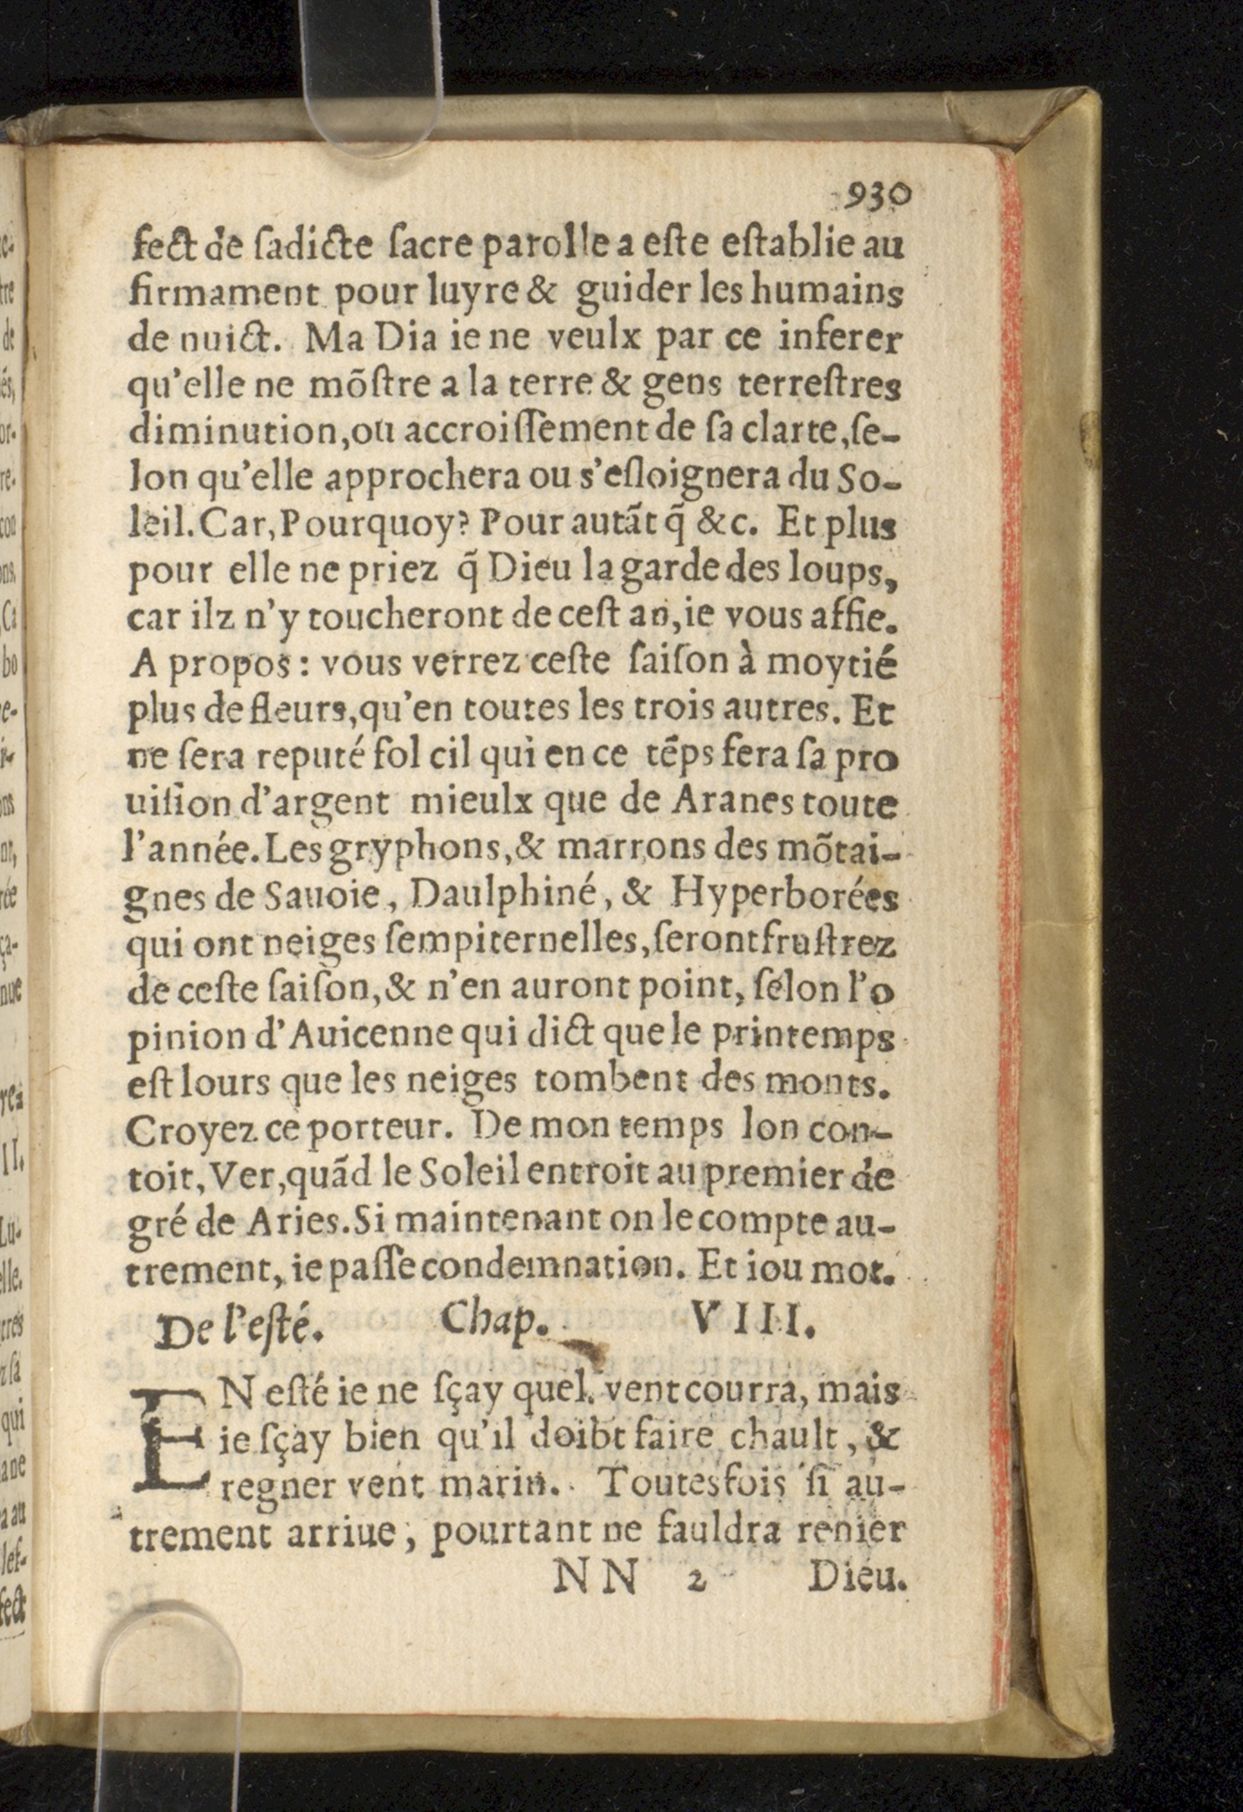 930
fect de ſadicte ſacre parolle a eſte eſtablie au
firmament pour luyre & guider les humains
de nuict. Ma Dia ie ne veulx par ce inferer
qu'elle ne mõſtre a la terre & gens terreſtres
diminution, ou accroiſſement de ſa clarte, ſe-
lon qu'elle approchera ou s'eſloignera du So-
leil. Car, Pourquoy? Pour autãt q̃ &c. Et plus
pour elle ne priez q̃ Dieu la garde des loups,
car ilz n'y toucheront de ceſt an, ie vous affie.
A propos : vous verrez ceſte ſaiſon à moytié
plus de fleurs, qu'en toutes les trois autres. Et
ne ſera reputé fol cil qui en ce tẽps fera ſa pro
uiſion d'argent mieulx que de Aranes toute
l'année. Les gryphons, & marrons des mõtai-
gnes de Sauoie, Daulphiné, & Hyperborées
qui ont neiges ſempiternelles, ſeront fruſtrez
de ceſte ſaiſon, & n'en auront point, ſelon l'o
pinion d'Auicenne qui dict que le printemps
eſt lours que les neiges tombent des monts.
Croyez ce porteur. De mon temps lon con-
toit, Ver, quãd le Soleil entroit au premier de
gré de Aries. Si maintenant on le compte au-
trement, ie paſſe condemnation. Et iou mot.
De l'eſté. Chap. VIII.
EN eſté ie ne ſçay quel vent courra, mais
ie ſçay bien qu'il doibt faire chault, &
regner vent marin. Toutesfois ſi au-
trement arriue, pourtant ne fauldra renier
NN 2 Dieu.